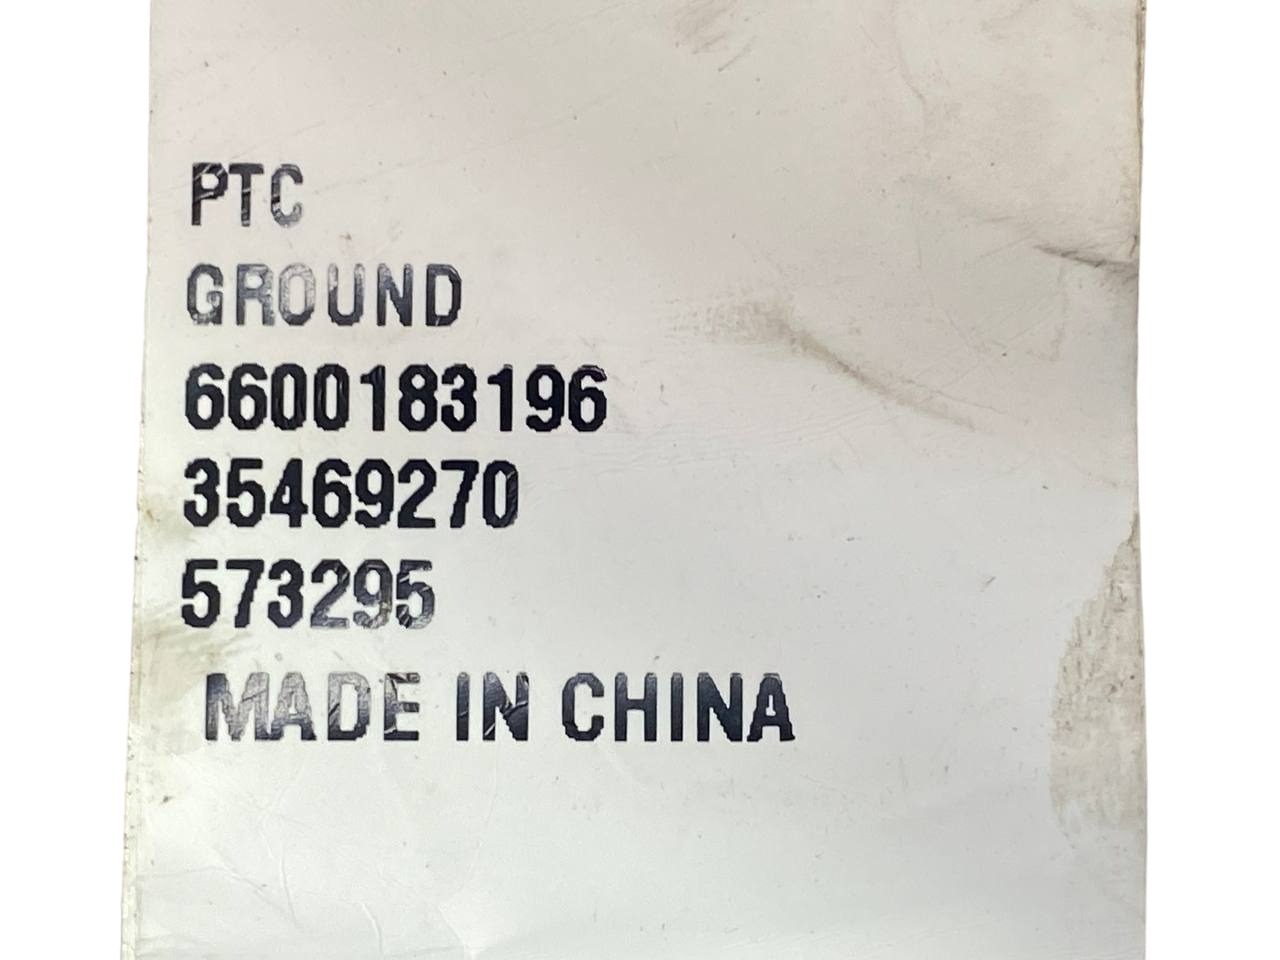 PTC
GROUND
6600183196
35469270
573295
MADE IN CHINA